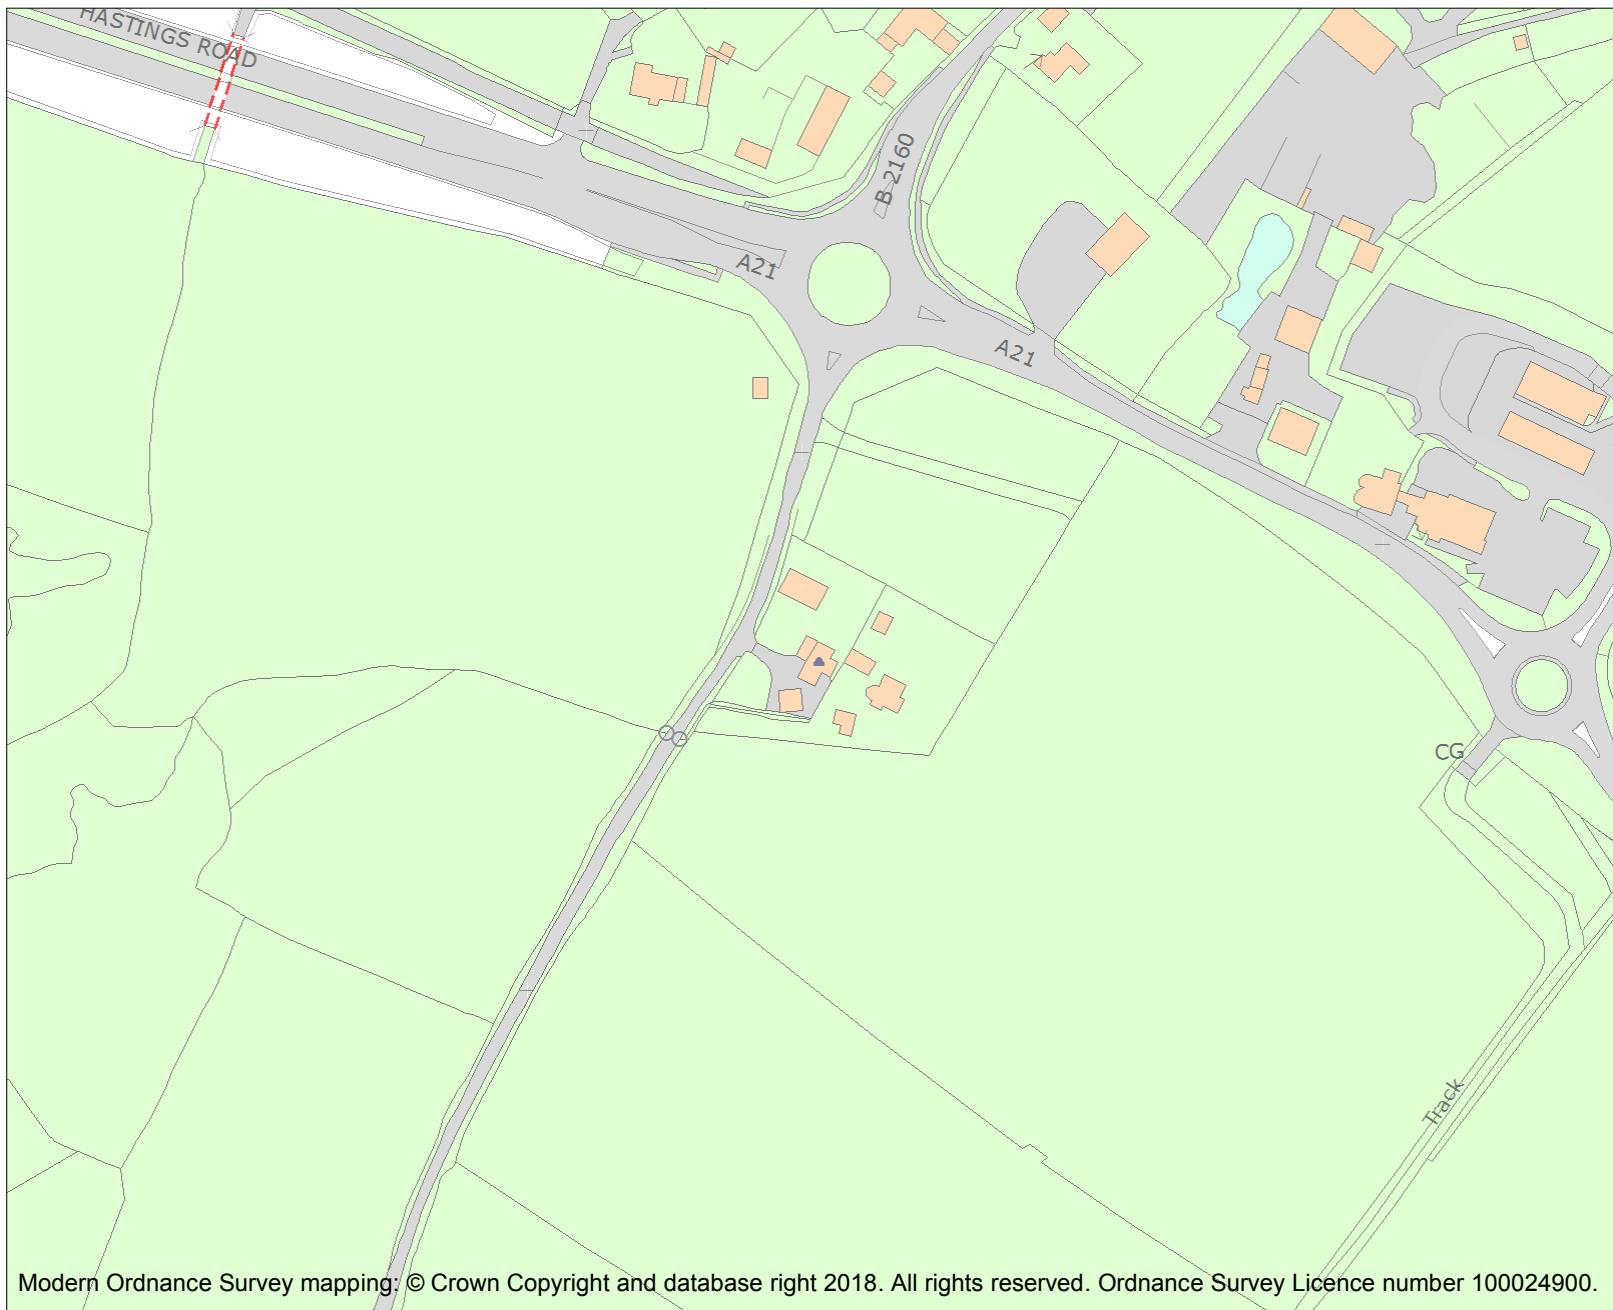 HASTINGS ROAD
B 2160
A21
A21
CG
Track
Modern Ordnance Survey mapping: © Crown Copyright and database right 2018. All rights reserved. Ordnance Survey Licence number 100024900.